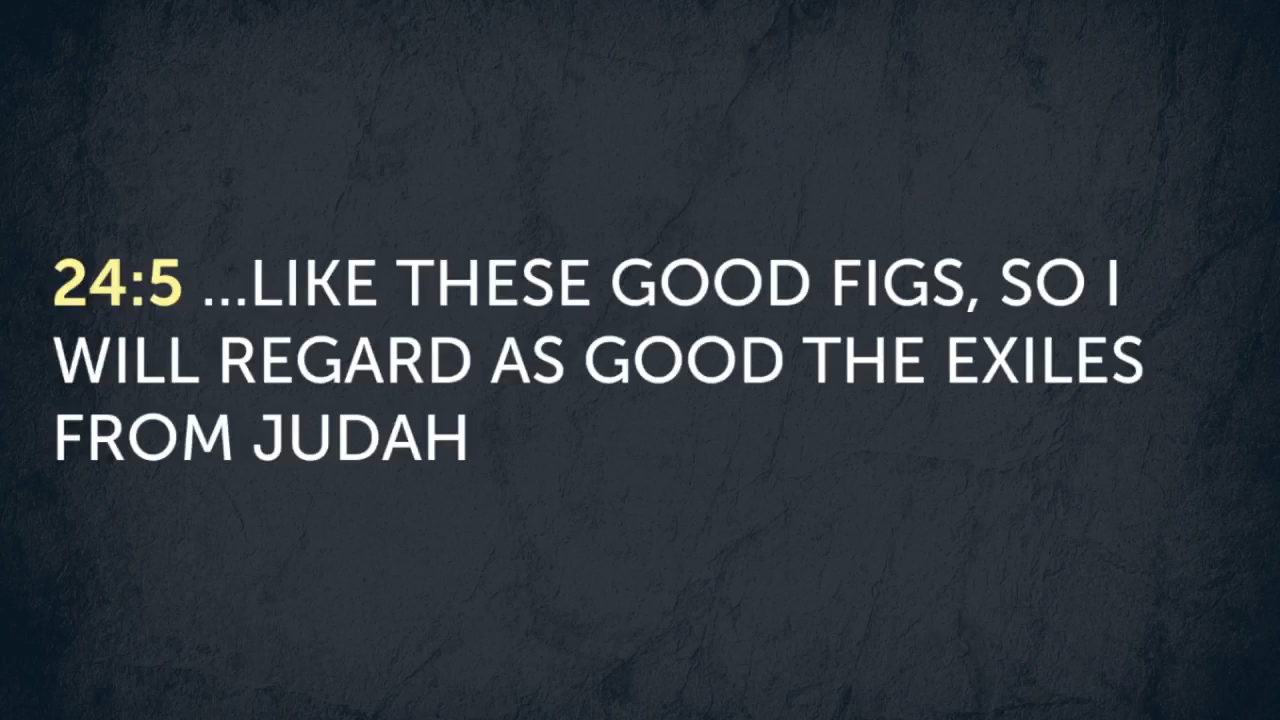 24:5 ...LIKE THESE GOOD FIGS, SO I
WILL REGARD AS GOOD THE EXILES
FROM JUDAH